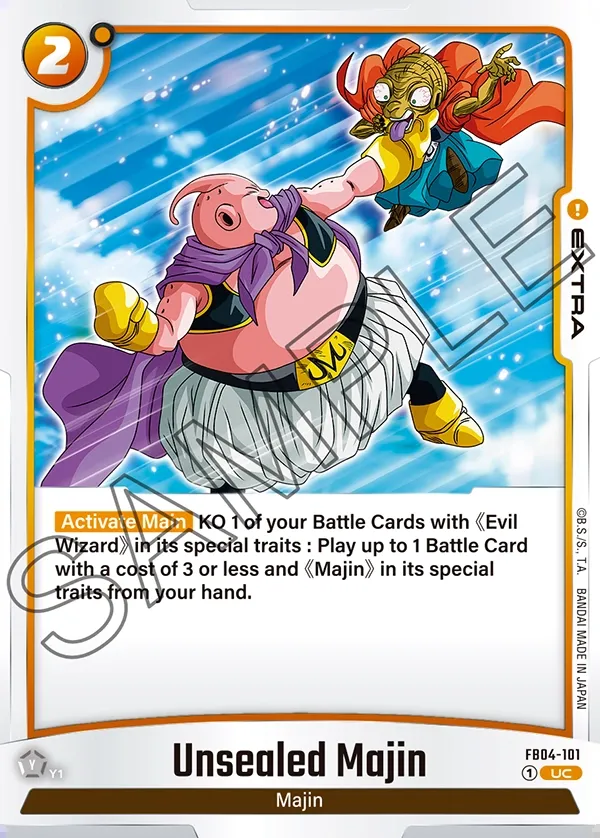 2
! EXTRA
Activate Main KO 1 of your Battle Cards with 《Evil
Wizard》 in its special traits : Play up to 1 Battle Card
with a cost of 3 or less and 《Majin》 in its special
traits from your hand.
SAMPLE
©B.S./S., T.A. BANDAI MADE IN JAPAN
Y Y1
Unsealed Majin
FB04-101
1 UC
Majin